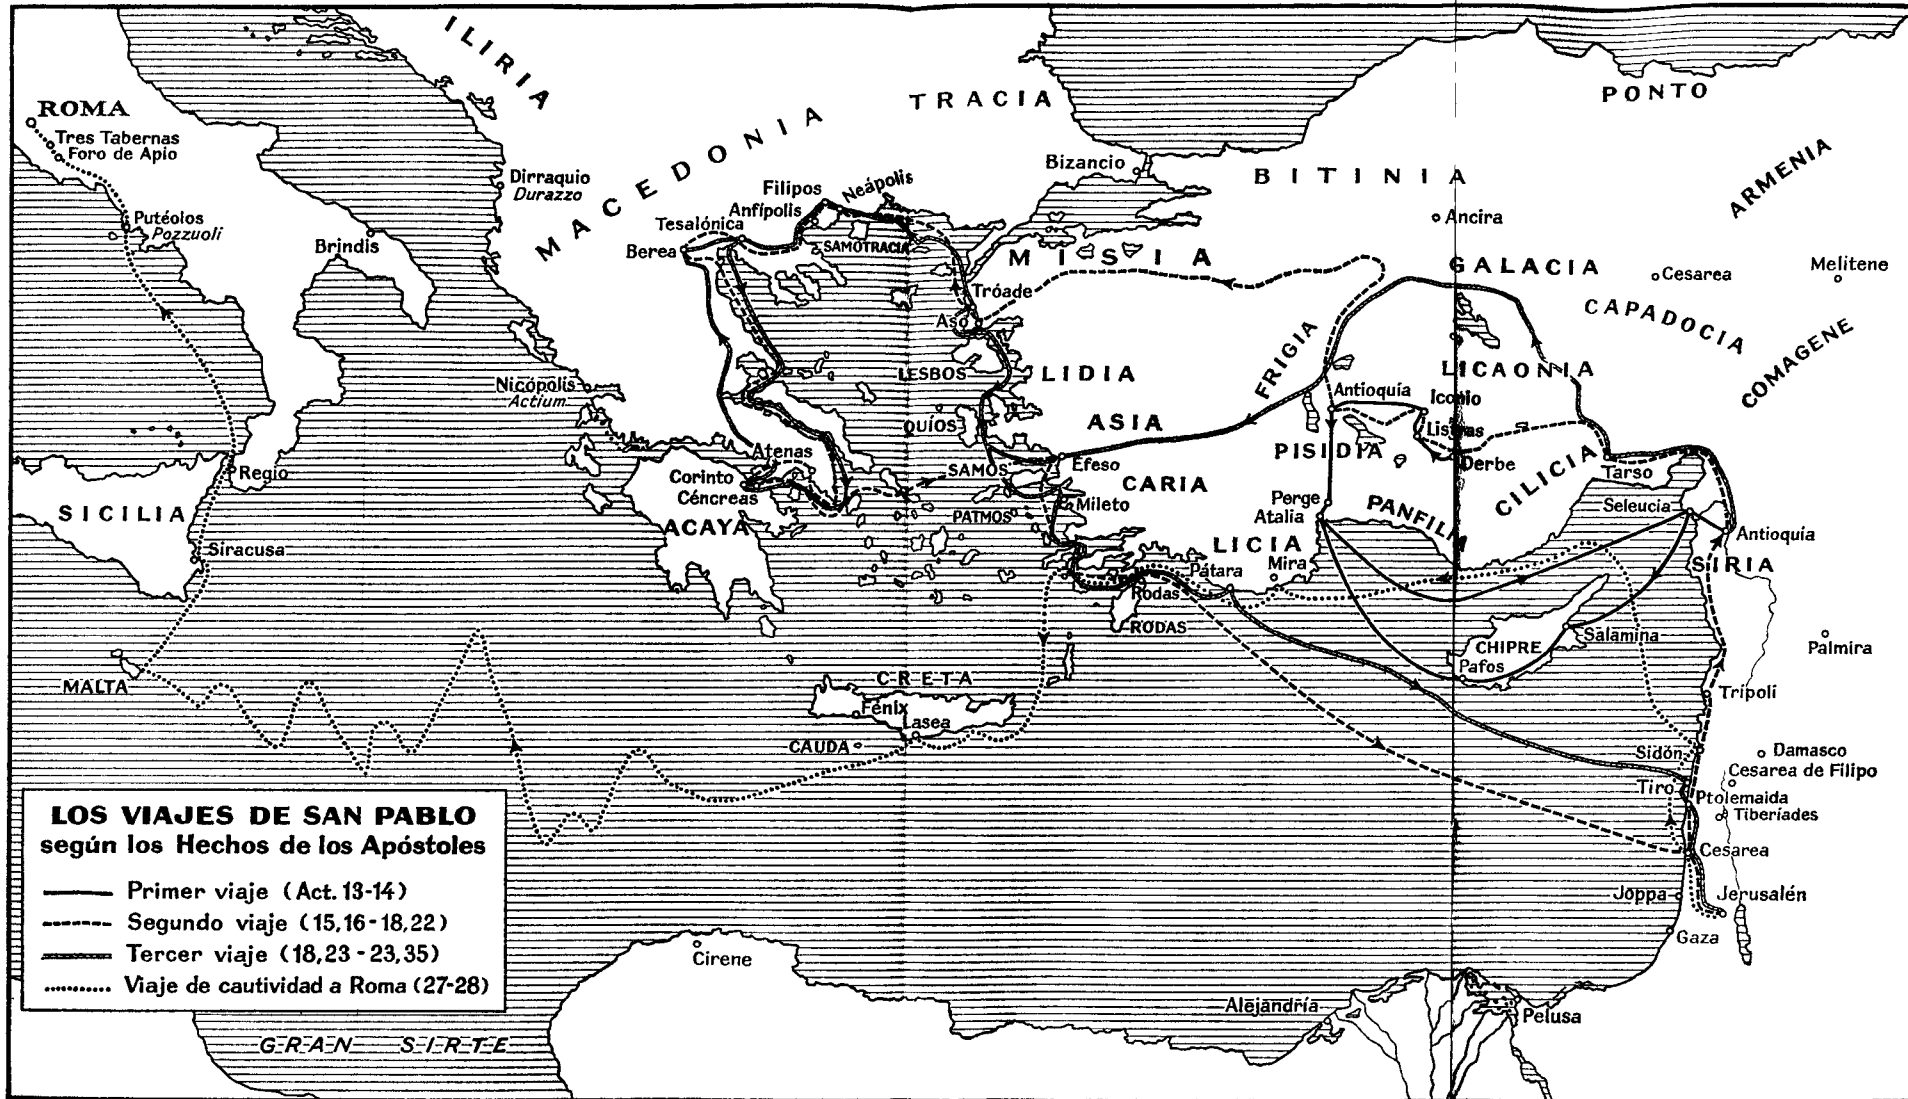 ILIRIA
ROMA
Tres Tabernas
Foro de Apio
Putéolos
Pozzuoli
Brindis
Dirraquio
Durazzo
MACEDONIA
TRACIA
PONTO
Bizancio
BITINIA
ARMENIA
Filipos
Neápolis
Anfípolis
Tesalónica
Berea
SAMOTRACIA
MISIA
Ancira
GALACIA
Cesarea
Melitene
CAPADOCIA
COMAGENE
Tróade
Aso
LESBOS
LIDIA
FRIGIA
LICAONIA
Nicópolis
Actium
Antioquía
Iconio
Listras
Derbe
QUÍOS
ASIA
PISIDIA
CILICIA
Tarso
Atenas
Corinto
Céncreas
ACAYA
SAMOS
Efeso
CARIA
Mileto
PATMOS
Perge
Atalia
PANFILIA
Seleucia
Antioquía
SIRIA
Regio
SICILIA
Siracusa
LICIA
Pátara
Mira
Rodas
RODAS
CHIPRE
Salamina
Pafos
Palmira
MALTA
CRETA
Fénix
Lasea
CAUDA
Trípoli
Sidón
Damasco
Cesarea de Filipo
Tiro
Ptolemaida
Tiberíades
Cesarea
Joppa
Jerusalén
Gaza
Cirene
Alejandría
Pelusa
GRAN SIRTE
LOS VIAJES DE SAN PABLO
según los Hechos de los Apóstoles
Primer viaje (Act. 13-14)
Segundo viaje (15,16-18,22)
Tercer viaje (18,23-23,35)
Viaje de cautividad a Roma (27-28)